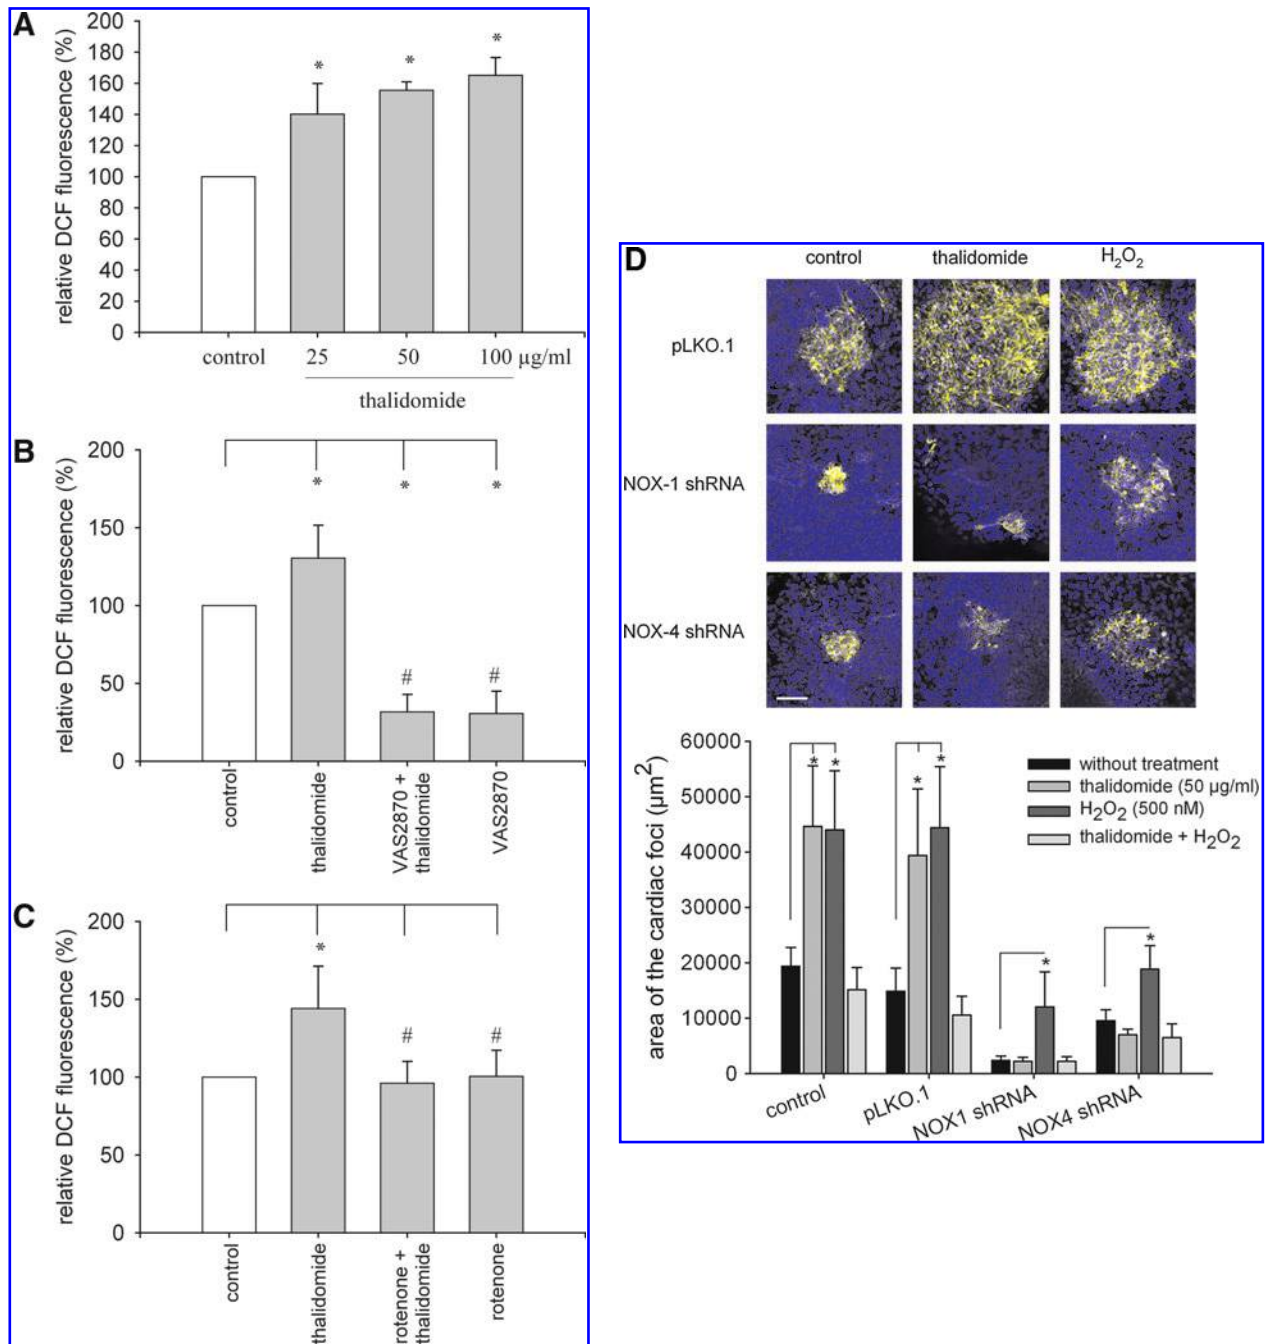 A
relative DCF fluorescence (%)
200
180
160
140
120
100
80
60
40
20
0
*
*
*
control
25
50
100 µg/ml
thalidomide
B
relative DCF fluorescence (%)
200
150
100
50
0
*
*
*
#
#
control
thalidomide
VAS2870 +
thalidomide
VAS2870
C
relative DCF fluorescence (%)
200
150
100
50
0
*
#
#
control
thalidomide
rotenone +
thalidomide
rotenone
D
control
thalidomide
H₂O₂
pLKO.1
NOX-1 shRNA
NOX-4 shRNA
area of the cardiac foci (µm²)
60000
50000
40000
30000
20000
10000
0
*
*
*
*
*
*
without treatment
thalidomide (50 µg/ml)
H₂O₂ (500 nM)
thalidomide + H₂O₂
control
pLKO.1
NOX1 shRNA
NOX4 shRNA